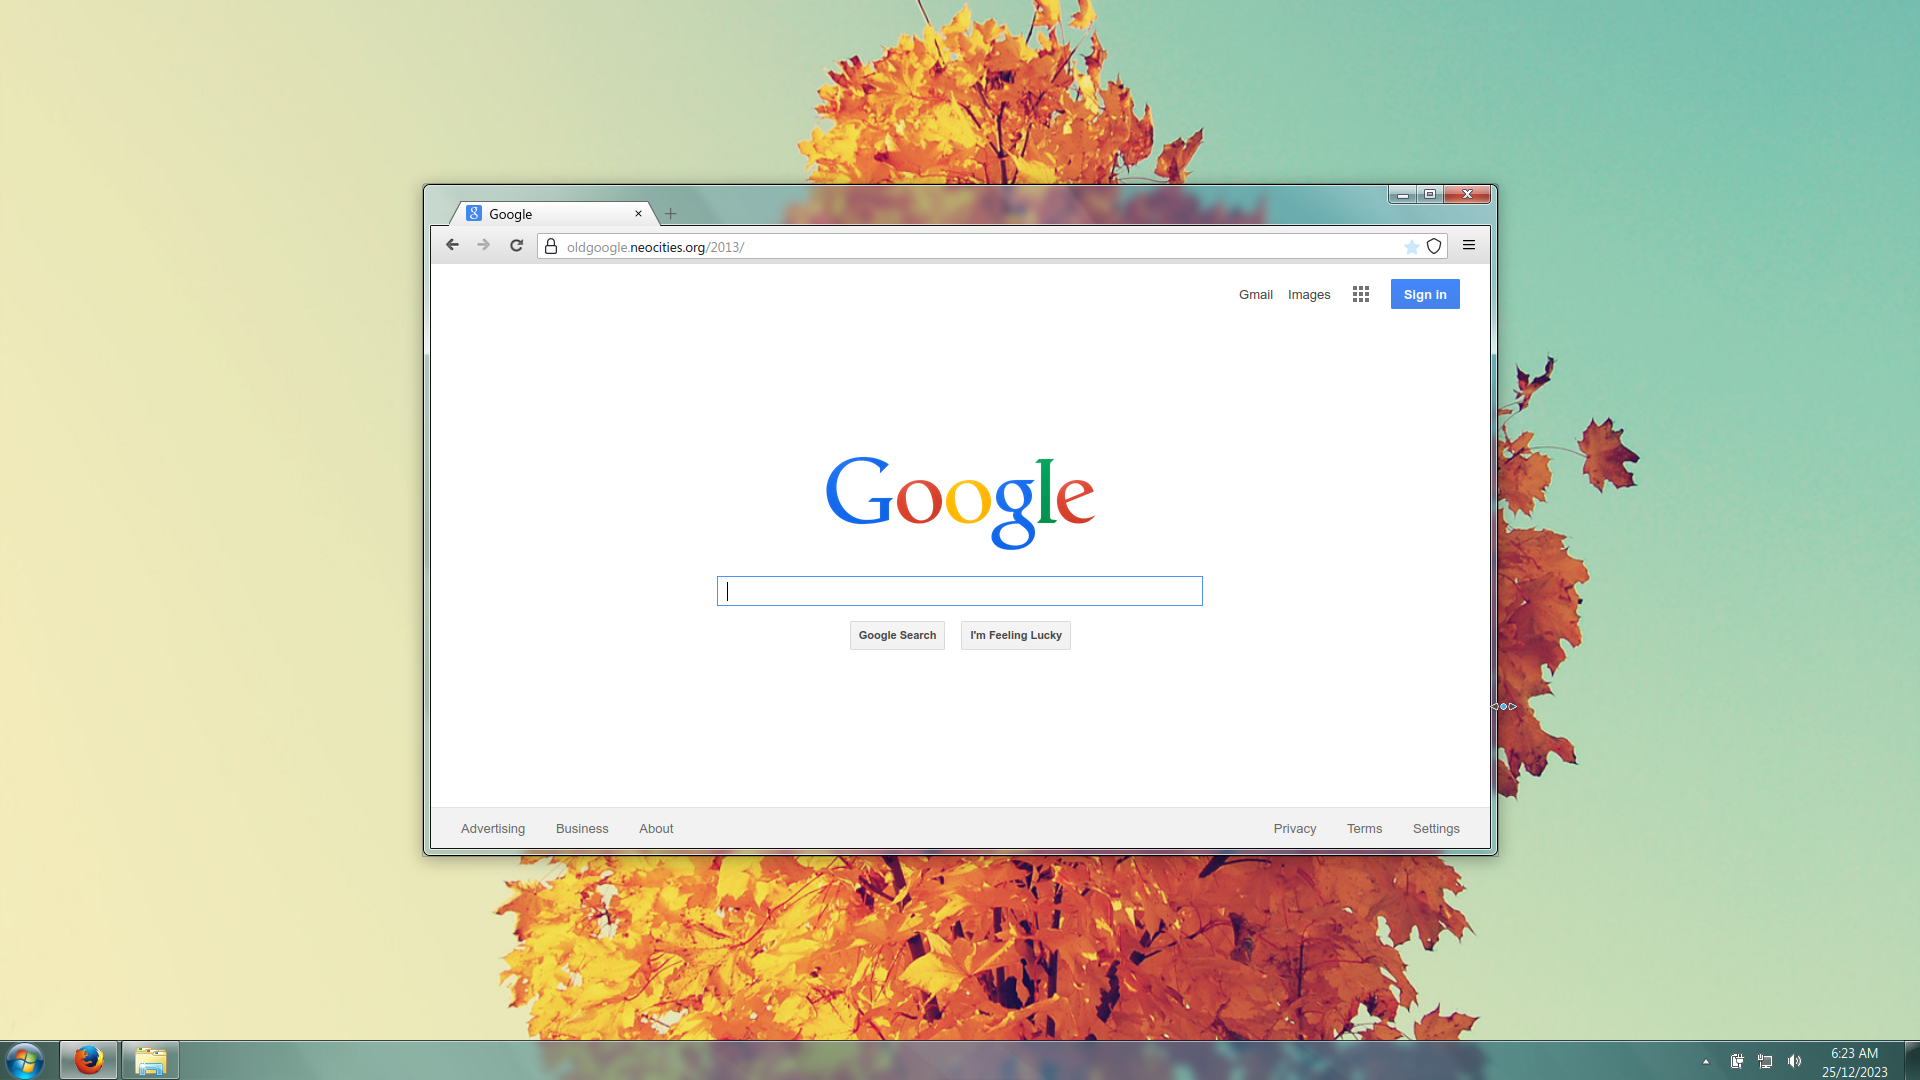 Google
oldgoogle.neocities.org/2013/
Gmail Images Sign in
Google
Google Search I'm Feeling Lucky
Advertising Business About Privacy Terms Settings
6:23 AM
25/12/2023